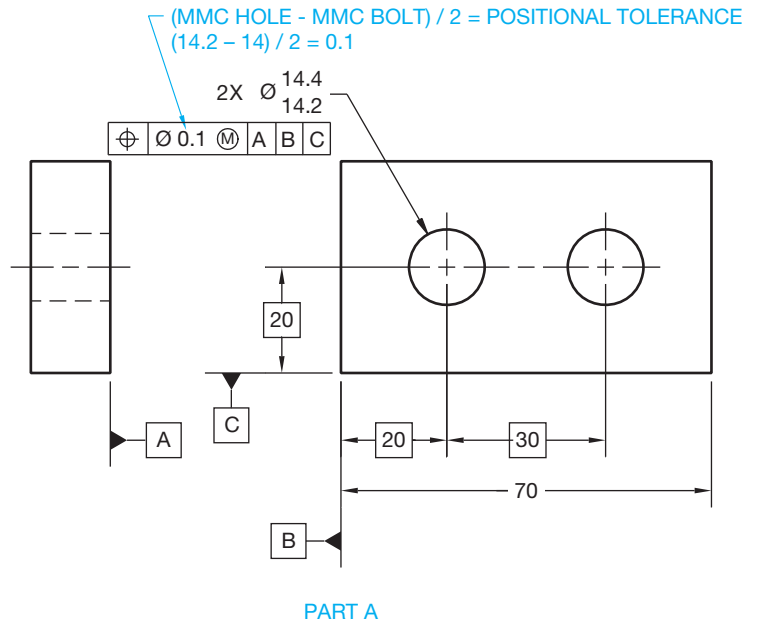 (MMC HOLE - MMC BOLT) / 2 = POSITIONAL TOLERANCE
(14.2 – 14) / 2 = 0.1
2X Ø 14.4
14.2
⌖ Ø 0.1 Ⓜ A B C
20
C
A
20
30
70
B
PART A